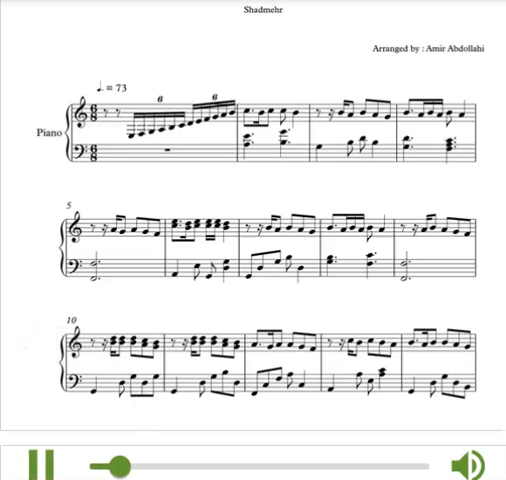 Shadmehr
Arranged by : Amir Abdollahi
♩. = 73
6 6
Piano
6
8
6
8
5
10